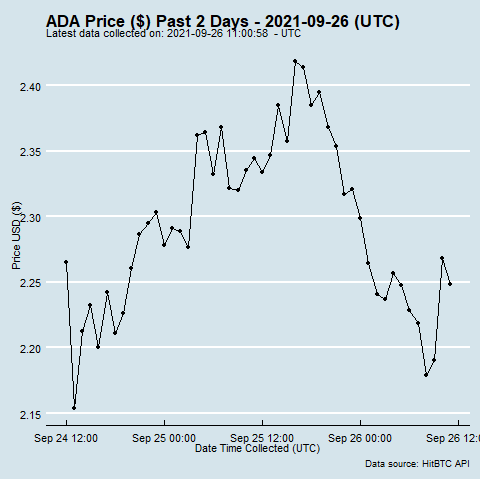 ADA Price ($) Past 2 Days - 2021-09-26 (UTC)
Latest data collected on: 2021-09-26 11:00:58  - UTC
2.40
2.35
2.30
2.25
2.20
2.15
Price USD ($)
Sep 24 12:00
Sep 25 00:00
Sep 25 12:00
Sep 26 00:00
Sep 26 12:
Date Time Collected (UTC)
Data source: HitBTC API